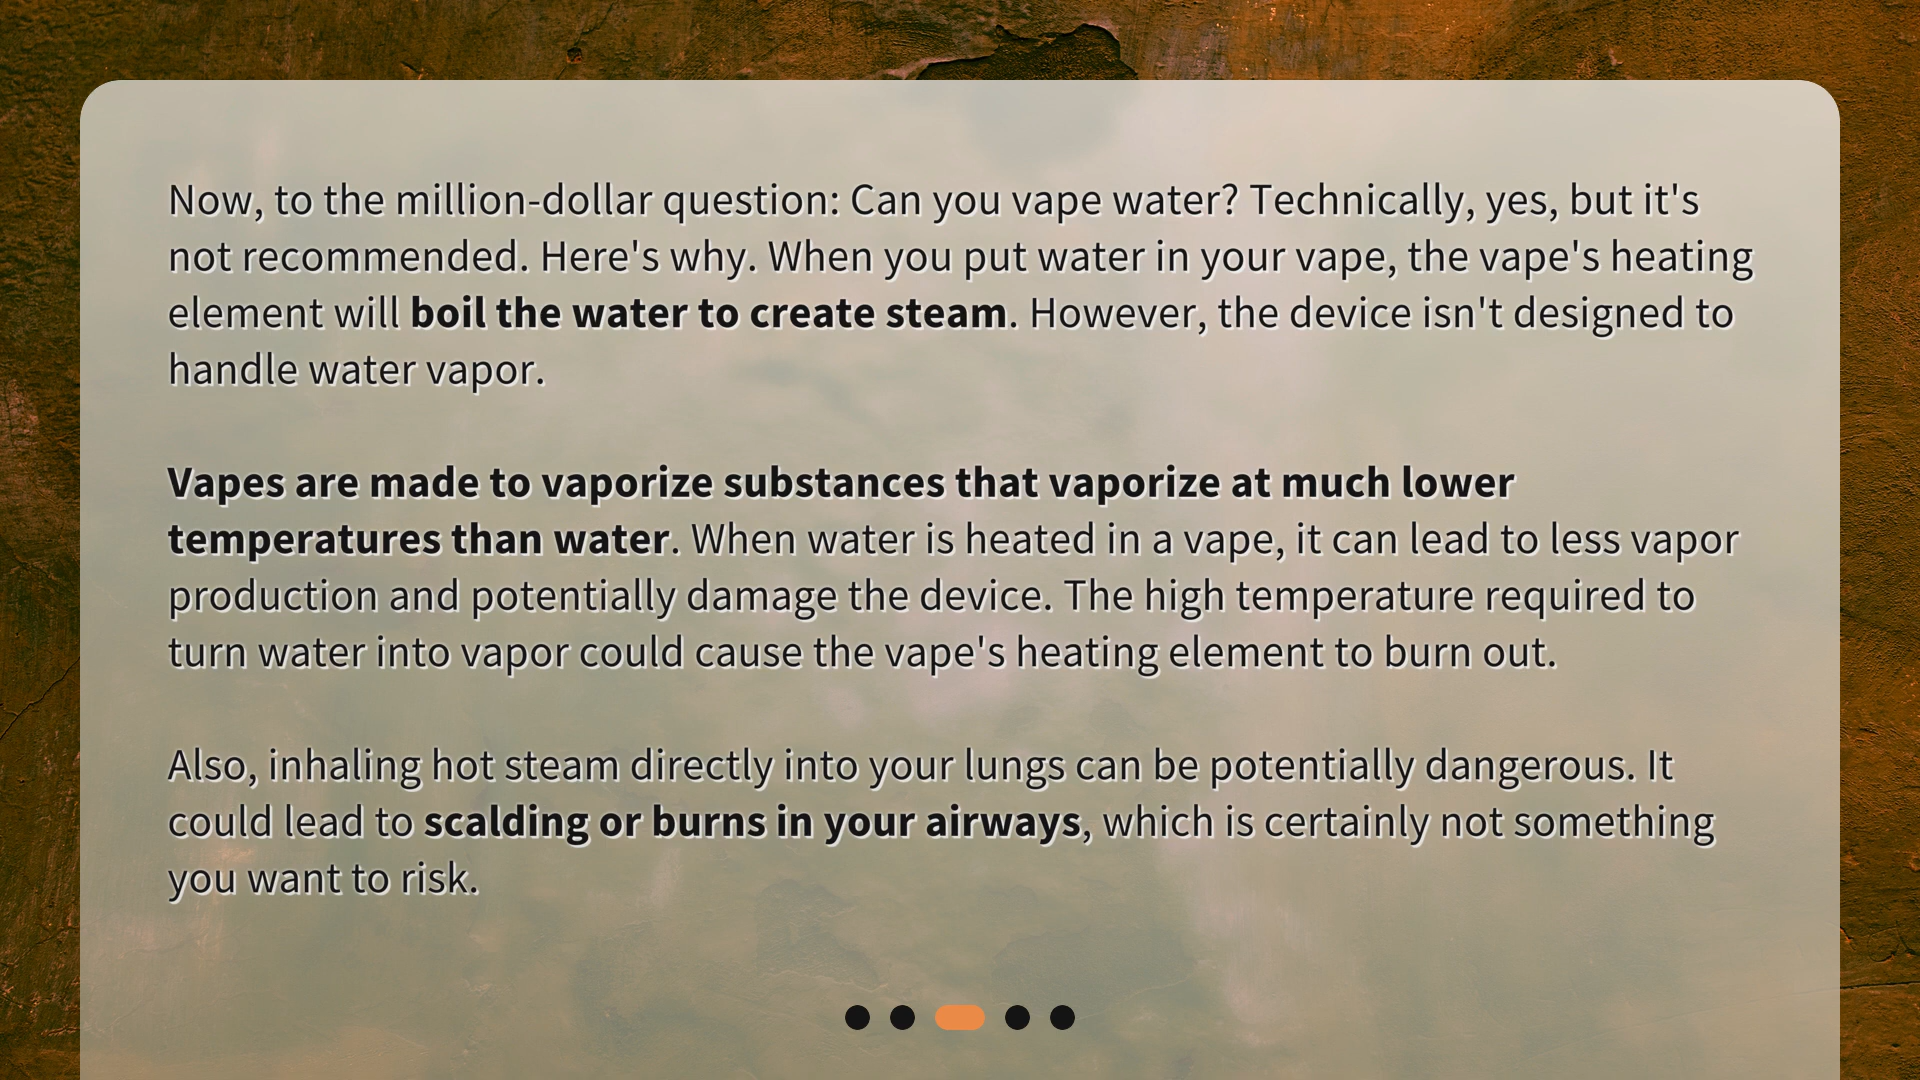 Now, to the million-dollar question: Can you vape water? Technically, yes, but it's
not recommended. Here's why. When you put water in your vape, the vape's heating
element will boil the water to create steam. However, the device isn't designed to
handle water vapor.
Vapes are made to vaporize substances that vaporize at much lower
temperatures than water. When water is heated in a vape, it can lead to less vapor
production and potentially damage the device. The high temperature required to
turn water into vapor could cause the vape's heating element to burn out.
Also, inhaling hot steam directly into your lungs can be potentially dangerous. It
could lead to scalding or burns in your airways, which is certainly not something
you want to risk.